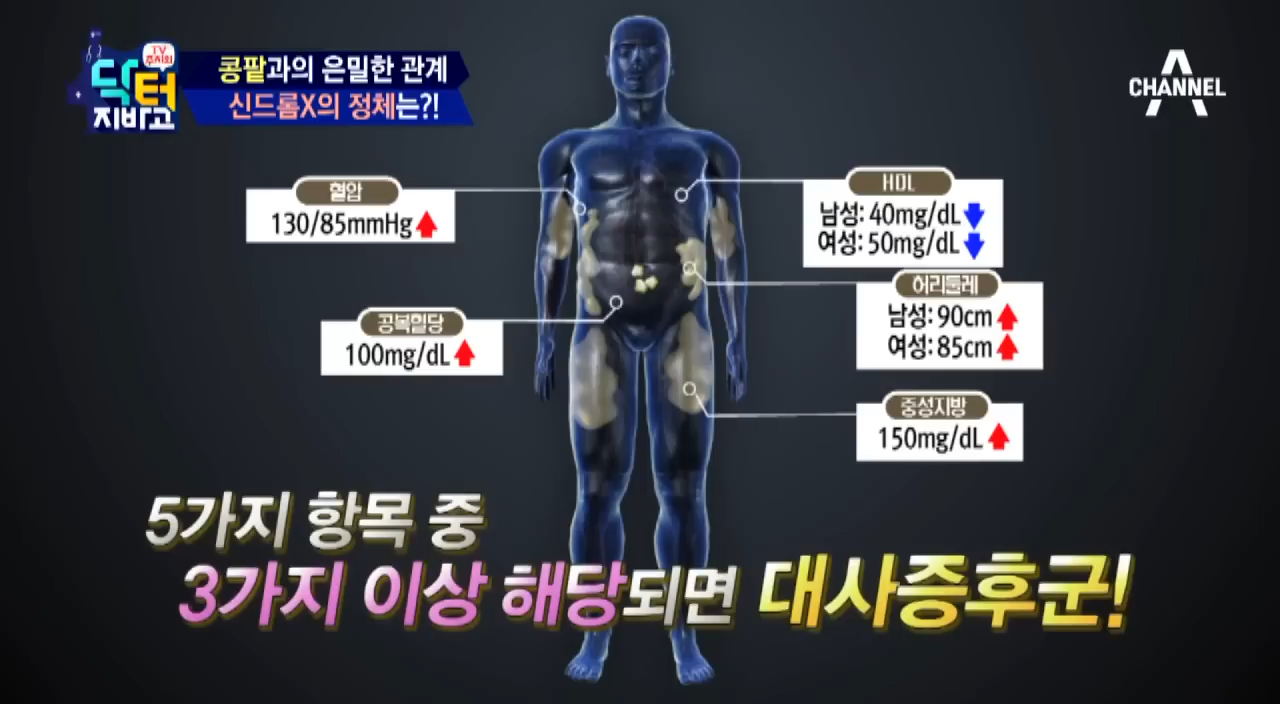 TV
주치의
닥터
지바고
콩팥과의 은밀한 관계
신드롬X의 정체는?!
CHANNEL A
혈압
130/85mmHg
공복혈당
100mg/dL
HDL
남성: 40mg/dL
여성: 50mg/dL
허리둘레
남성: 90cm
여성: 85cm
중성지방
150mg/dL
5가지 항목 중
3가지 이상 해당되면 대사증후군!